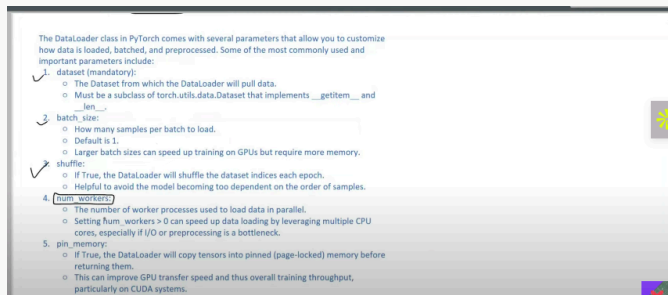 The DataLoader class in PyTorch comes with several parameters that allow you to customize
how data is loaded, batched, and preprocessed. Some of the most commonly used and
important parameters include:
1. dataset (mandatory):
○ The Dataset from which the DataLoader will pull data.
○ Must be a subclass of torch.utils.data.Dataset that implements __getitem__ and
__len__.
2. batch_size:
○ How many samples per batch to load.
○ Default is 1.
○ Larger batch sizes can speed up training on GPUs but require more memory.
3. shuffle:
○ If True, the DataLoader will shuffle the dataset indices each epoch.
○ Helpful to avoid the model becoming too dependent on the order of samples.
4. num_workers:
○ The number of worker processes used to load data in parallel.
○ Setting num_workers > 0 can speed up data loading by leveraging multiple CPU
cores, especially if I/O or preprocessing is a bottleneck.
5. pin_memory:
○ If True, the DataLoader will copy tensors into pinned (page-locked) memory before
returning them.
○ This can improve GPU transfer speed and thus overall training throughput,
particularly on CUDA systems.